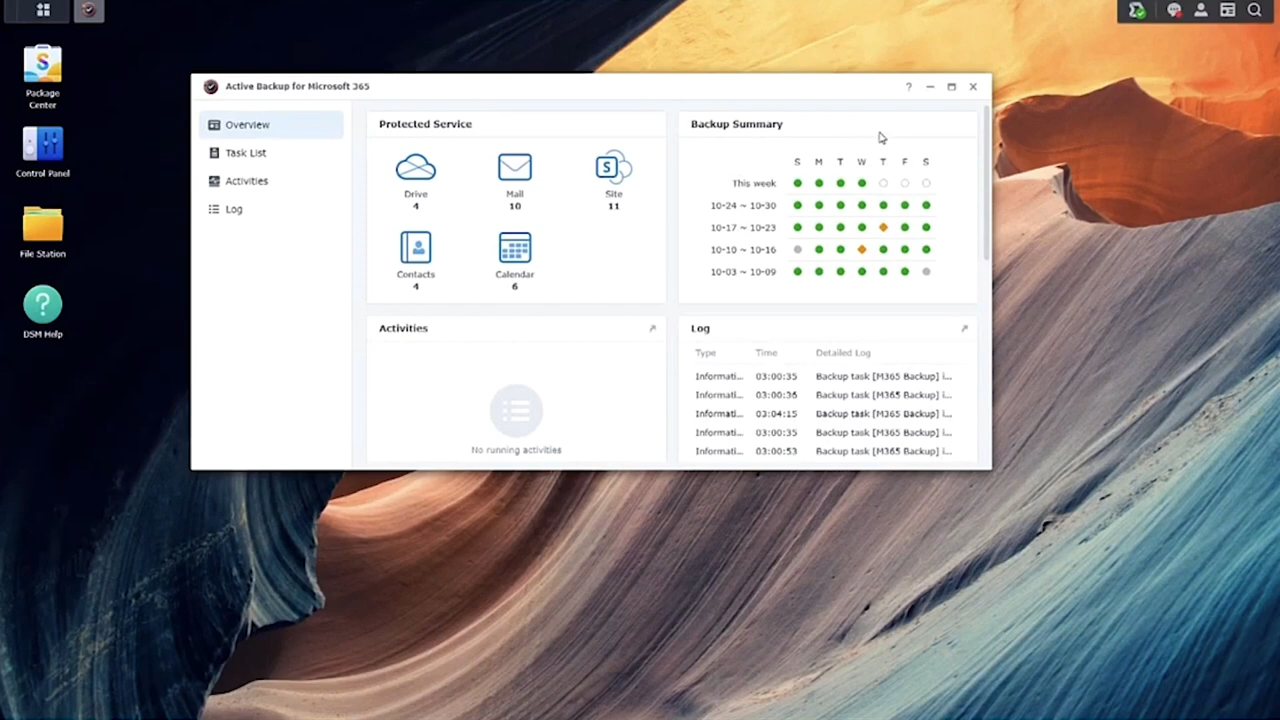 Package
Center
Control Panel
File Station
DSM Help
Active Backup for Microsoft 365
?
Overview
Task List
Activities
Log
Protected Service
Drive
4
Mail
10
S
Site
11
Contacts
4
Calendar
6
Backup Summary
S M T W T F S
This week
10-24 ~ 10-30
10-17 ~ 10-23
10-10 ~ 10-16
10-03 ~ 10-09
Activities
No running activities
Log
Type Time Detailed Log
Informati... 03:00:35 Backup task [M365 Backup] i...
Informati... 03:00:36 Backup task [M365 Backup] i...
Informati... 03:04:15 Backup task [M365 Backup] i...
Informati... 03:00:35 Backup task [M365 Backup] i...
Informati... 03:00:53 Backup task [M365 Backup] i...